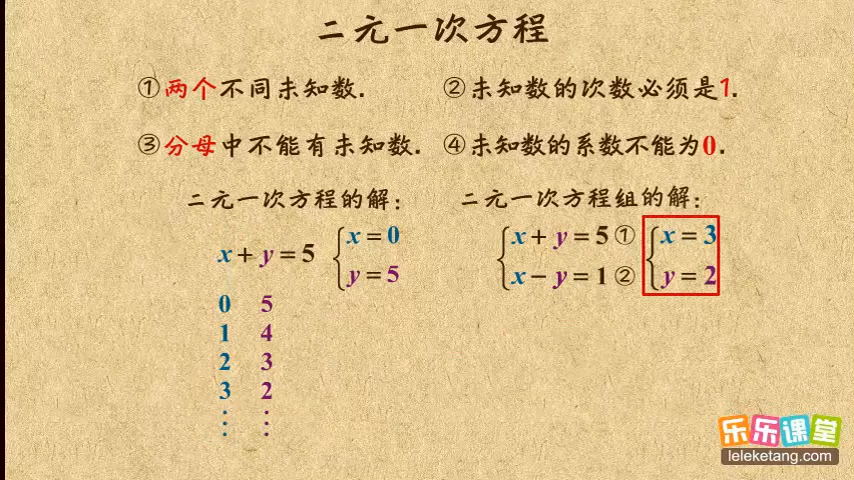 二元一次方程
①两个不同未知数.
②未知数的次数必须是1.
③分母中不能有未知数.
④未知数的系数不能为0.
二元一次方程的解:
x+y=5
{x=0
y=5
0 5
1 4
2 3
3 2
⋮ ⋮
二元一次方程组的解:
{x+y=5 ①
x-y=1 ②
{x=3
y=2
乐乐课堂
leleketang.com